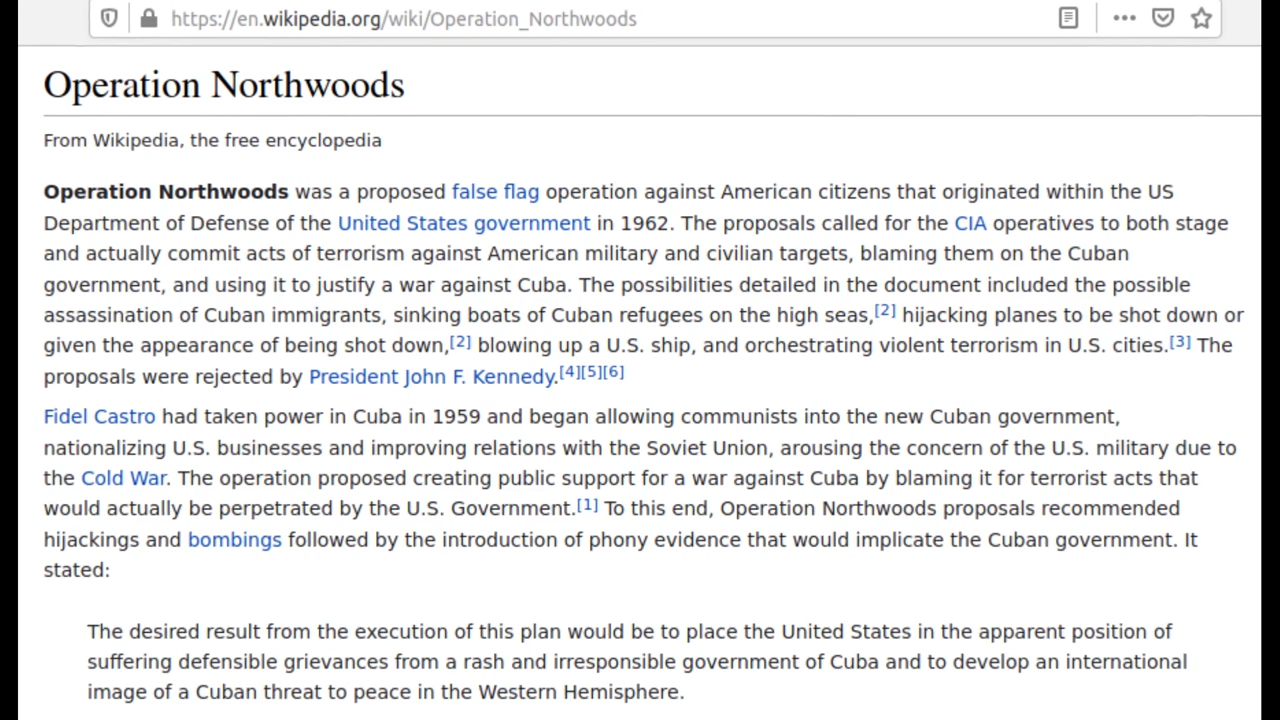 https://en.wikipedia.org/wiki/Operation_Northwoods
Operation Northwoods
From Wikipedia, the free encyclopedia
Operation Northwoods was a proposed false flag operation against American citizens that originated within the US
Department of Defense of the United States government in 1962. The proposals called for the CIA operatives to both stage
and actually commit acts of terrorism against American military and civilian targets, blaming them on the Cuban
government, and using it to justify a war against Cuba. The possibilities detailed in the document included the possible
assassination of Cuban immigrants, sinking boats of Cuban refugees on the high seas,[2] hijacking planes to be shot down or
given the appearance of being shot down,[2] blowing up a U.S. ship, and orchestrating violent terrorism in U.S. cities.[3] The
proposals were rejected by President John F. Kennedy.[4][5][6]
Fidel Castro had taken power in Cuba in 1959 and began allowing communists into the new Cuban government,
nationalizing U.S. businesses and improving relations with the Soviet Union, arousing the concern of the U.S. military due to
the Cold War. The operation proposed creating public support for a war against Cuba by blaming it for terrorist acts that
would actually be perpetrated by the U.S. Government.[1] To this end, Operation Northwoods proposals recommended
hijackings and bombings followed by the introduction of phony evidence that would implicate the Cuban government. It
stated:
The desired result from the execution of this plan would be to place the United States in the apparent position of
suffering defensible grievances from a rash and irresponsible government of Cuba and to develop an international
image of a Cuban threat to peace in the Western Hemisphere.